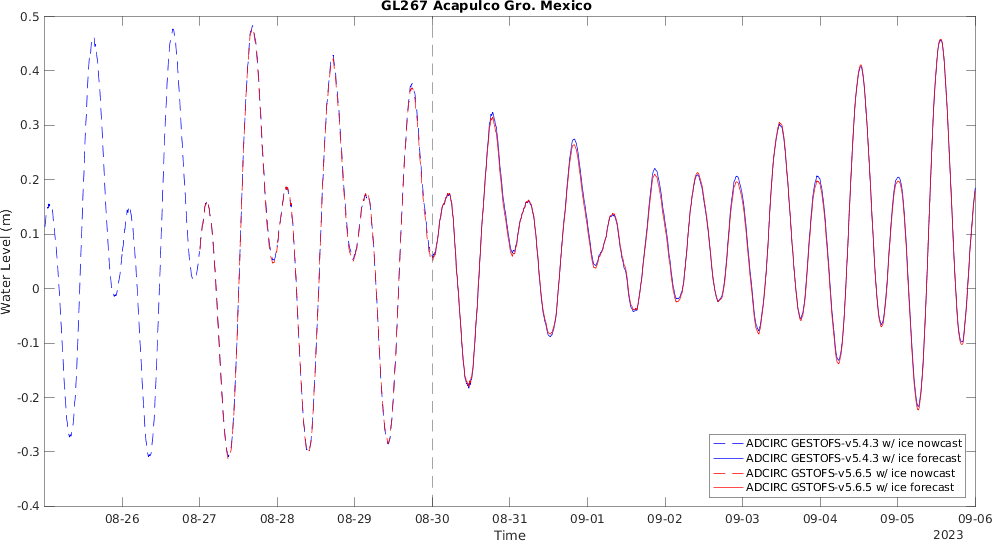 GL267 Acapulco Gro. Mexico
0.5
0.4
0.3
0.2
0.1
0
-0.1
-0.2
-0.3
-0.4
Water Level (m)
ADCIRC GESTOFS-v5.4.3 w/ ice nowcast
ADCIRC GESTOFS-v5.4.3 w/ ice forecast
ADCIRC GSTOFS-v5.6.5 w/ ice nowcast
ADCIRC GSTOFS-v5.6.5 w/ ice forecast
08-26 08-27 08-28 08-29 08-30 08-31 09-01 09-02 09-03 09-04 09-05 09-06
Time
2023